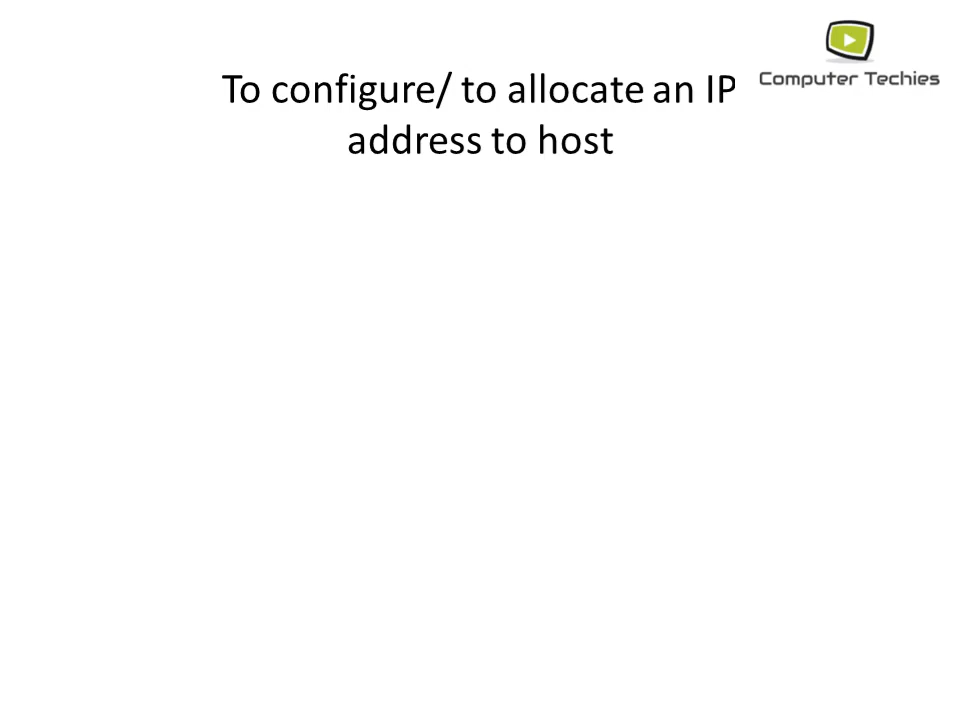 Computer Techies
To configure/ to allocate an IP
address to host